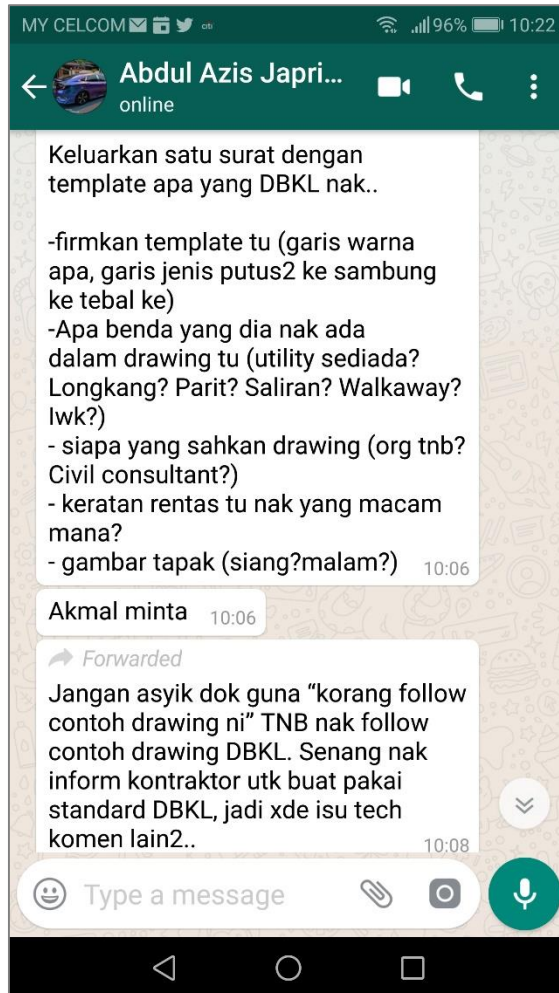 MY CELCOM citi 96% 10:22
Abdul Azis Japri...
online
Keluarkan satu surat dengan
template apa yang DBKL nak..
-firmkan template tu (garis warna
apa, garis jenis putus2 ke sambung
ke tebal ke)
-Apa benda yang dia nak ada
dalam drawing tu (utility sediada?
Longkang? Parit? Saliran? Walkaway?
Iwk?)
- siapa yang sahkan drawing (org tnb?
Civil consultant?)
- keratan rentas tu nak yang macam
mana?
- gambar tapak (siang?malam?) 10:06
Akmal minta 10:06
Forwarded
Jangan asyik dok guna “korang follow
contoh drawing ni” TNB nak follow
contoh drawing DBKL. Senang nak
inform kontraktor utk buat pakai
standard DBKL, jadi xde isu tech
komen lain2.. 10:08
Type a message